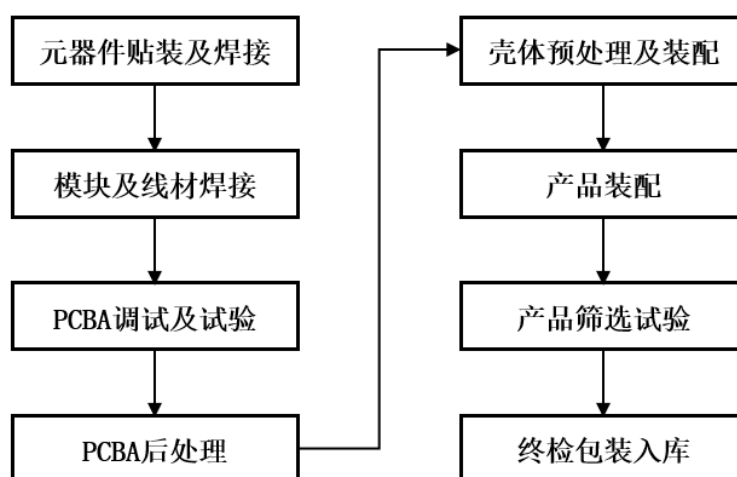 元器件贴装及焊接
模块及线材焊接
PCBA调试及试验
PCBA后处理
壳体预处理及装配
产品装配
产品筛选试验
终检包装入库